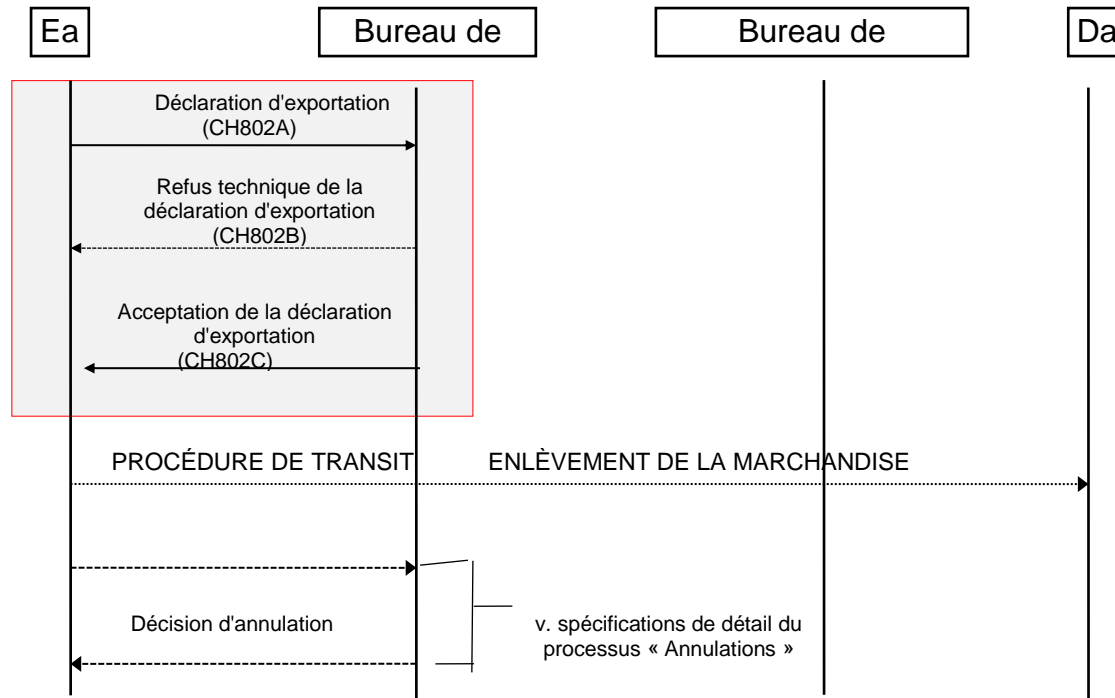 Ea
Bureau de
Bureau de
Da
Déclaration d'exportation
(CH802A)
Refus technique de la
déclaration d'exportation
(CH802B)
Acceptation de la déclaration
d'exportation
(CH802C)
PROCÉDURE DE TRANSIT
ENLÈVEMENT DE LA MARCHANDISE
Décision d'annulation
v. spécifications de détail du
processus « Annulations »